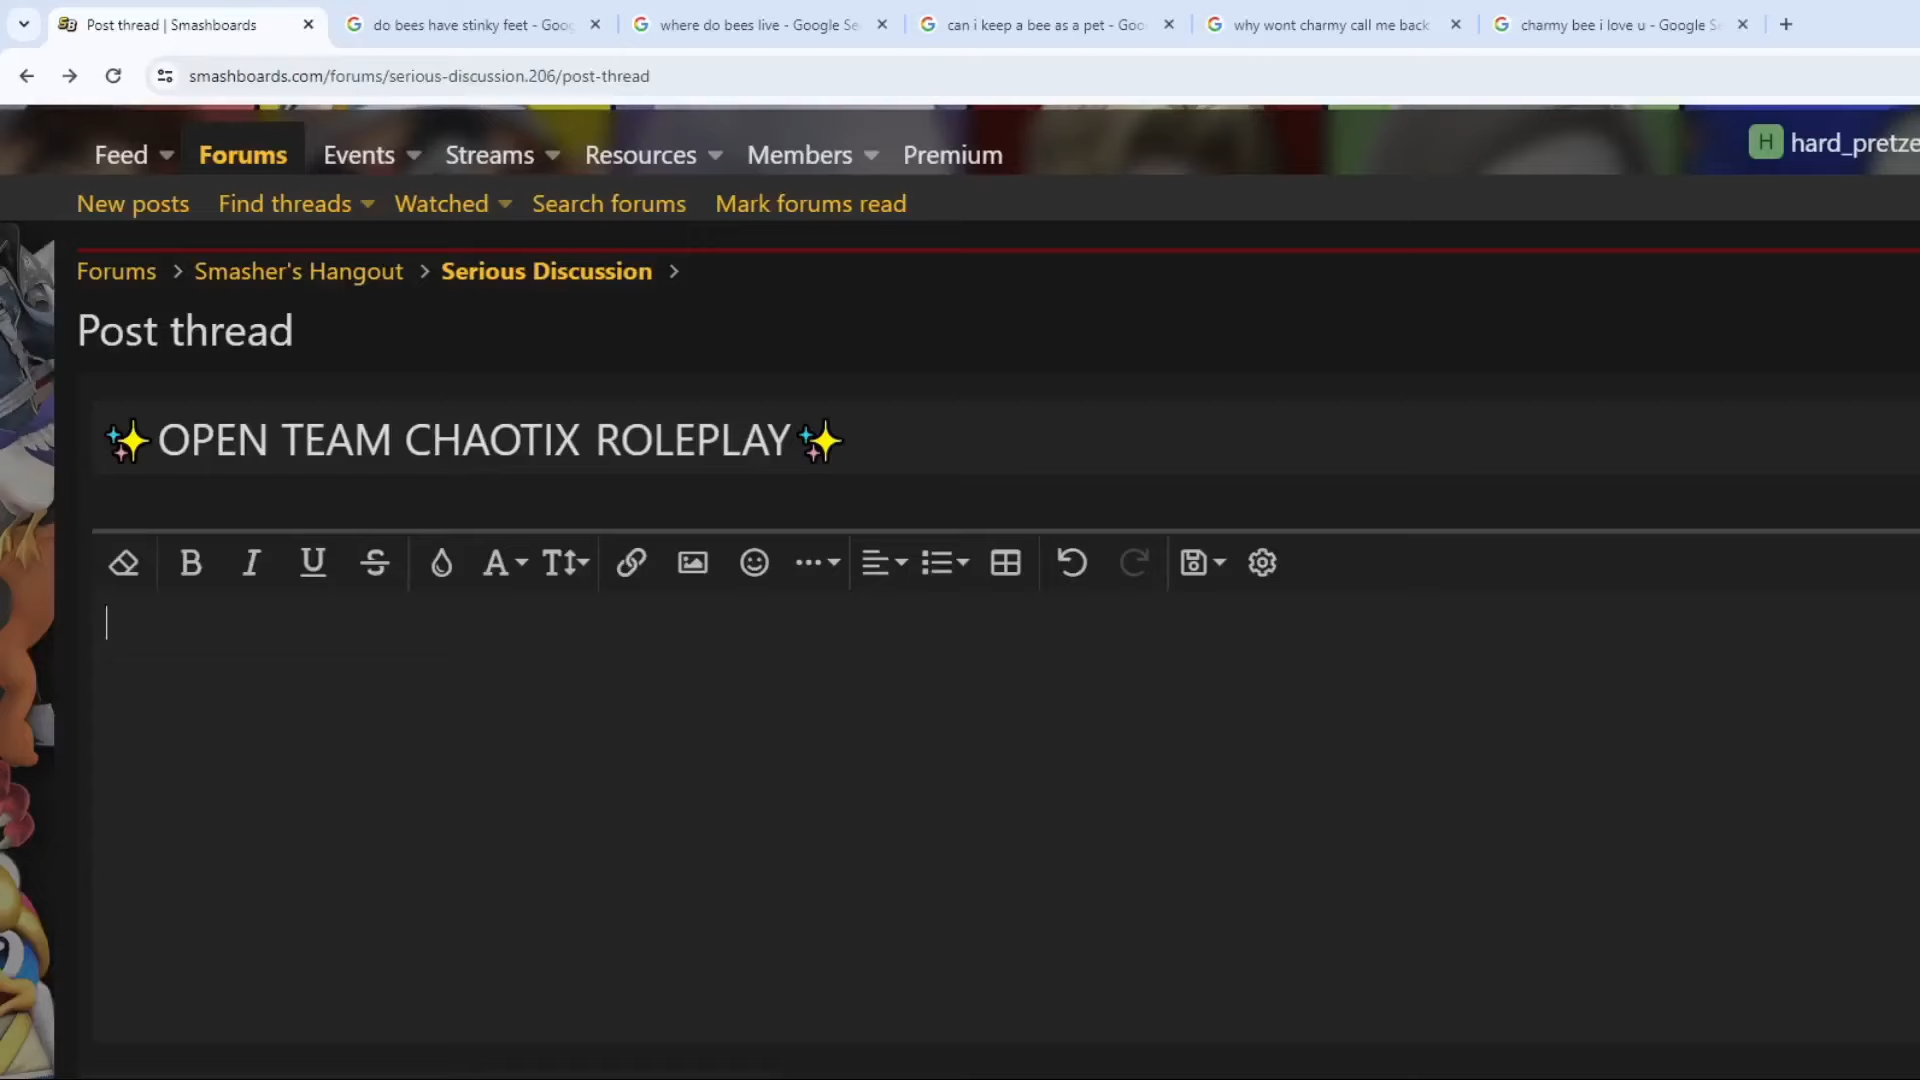 Post thread | Smashboards
do bees have stinky feet - Goog
where do bees live - Google Se
can i keep a bee as a pet - Goo
why wont charmy call me back
charmy bee i love u - Google S
smashboards.com/forums/serious-discussion.206/post-thread
Feed Forums Events Streams Resources Members Premium
H hard_pretze
New posts Find threads Watched Search forums Mark forums read
Forums > Smasher's Hangout > Serious Discussion >
Post thread
✨OPEN TEAM CHAOTIX ROLEPLAY✨